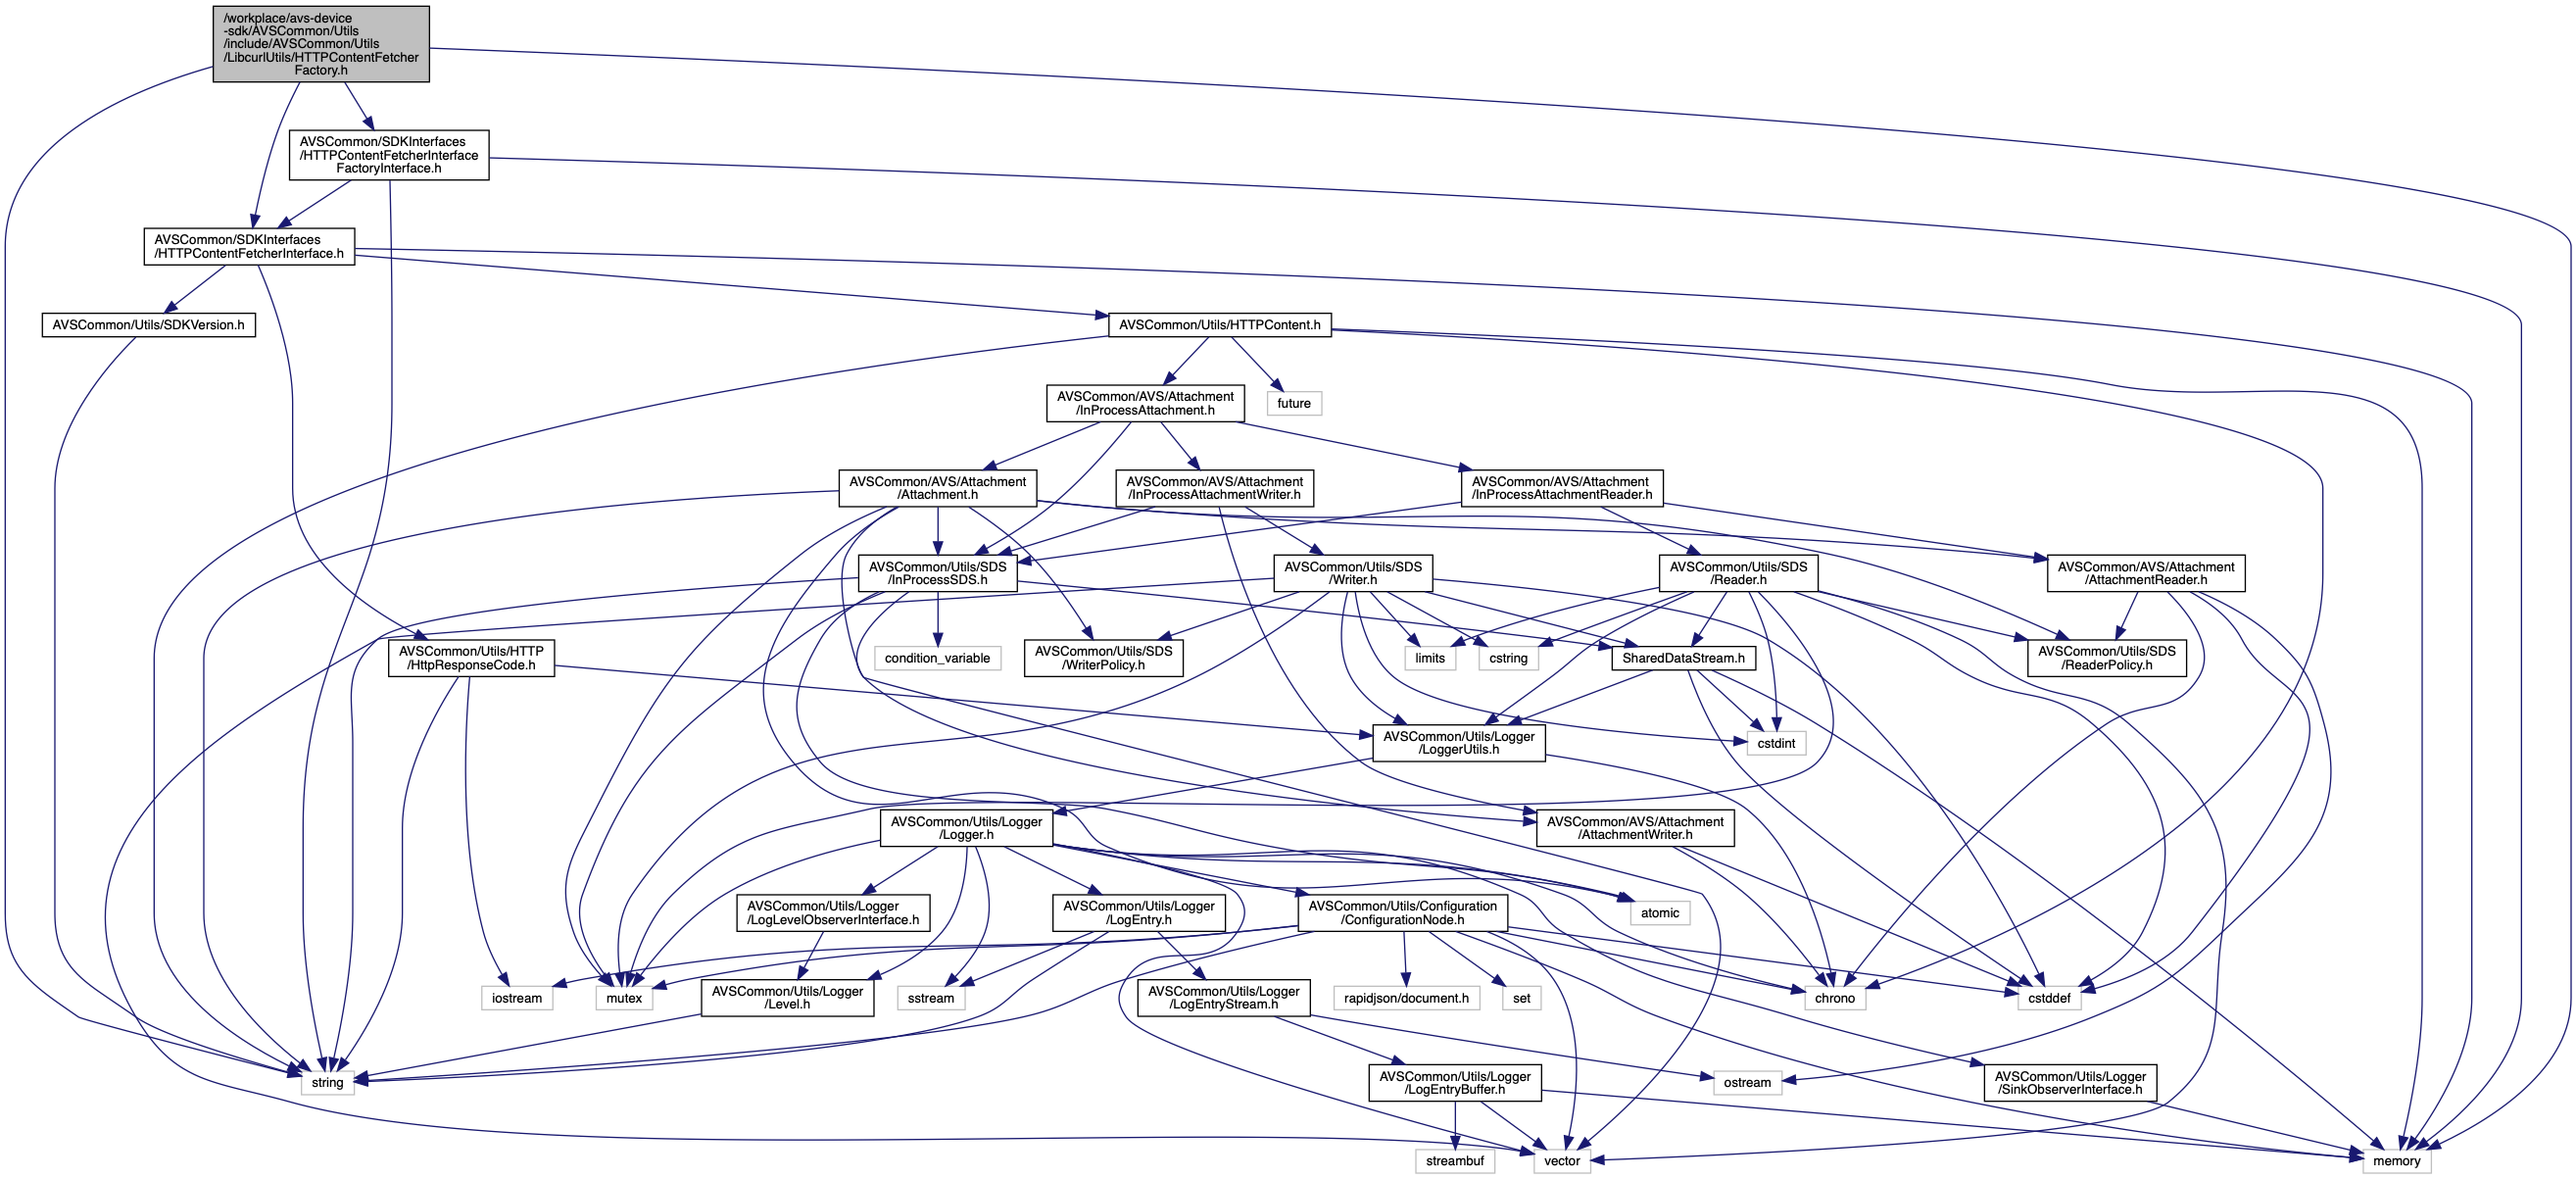 /workplace/avs-device
-sdk/AVSCommon/Utils
/include/AVSCommon/Utils
/LibcurlUtils/HTTPContentFetcher
Factory.h
AVSCommon/SDKInterfaces
/HTTPContentFetcherInterface
FactoryInterface.h
AVSCommon/SDKInterfaces
/HTTPContentFetcherInterface.h
AVSCommon/Utils/SDKVersion.h
AVSCommon/Utils/HTTPContent.h
AVSCommon/AVS/Attachment
/InProcessAttachment.h
future
AVSCommon/AVS/Attachment
/Attachment.h
AVSCommon/AVS/Attachment
/InProcessAttachmentWriter.h
AVSCommon/AVS/Attachment
/InProcessAttachmentReader.h
AVSCommon/Utils/SDS
/InProcessSDS.h
AVSCommon/Utils/SDS
/Writer.h
AVSCommon/Utils/SDS
/Reader.h
AVSCommon/AVS/Attachment
/AttachmentReader.h
AVSCommon/Utils/HTTP
/HttpResponseCode.h
condition_variable
AVSCommon/Utils/SDS
/WriterPolicy.h
limits
cstring
SharedDataStream.h
AVSCommon/Utils/SDS
/ReaderPolicy.h
AVSCommon/Utils/Logger
/LoggerUtils.h
cstdint
AVSCommon/Utils/Logger
/Logger.h
AVSCommon/AVS/Attachment
/AttachmentWriter.h
AVSCommon/Utils/Logger
/LogLevelObserverInterface.h
AVSCommon/Utils/Logger
/LogEntry.h
AVSCommon/Utils/Configuration
/ConfigurationNode.h
atomic
iostream
mutex
AVSCommon/Utils/Logger
/Level.h
sstream
AVSCommon/Utils/Logger
/LogEntryStream.h
rapidjson/document.h
set
chrono
cstddef
string
AVSCommon/Utils/Logger
/LogEntryBuffer.h
ostream
AVSCommon/Utils/Logger
/SinkObserverInterface.h
streambuf
vector
memory